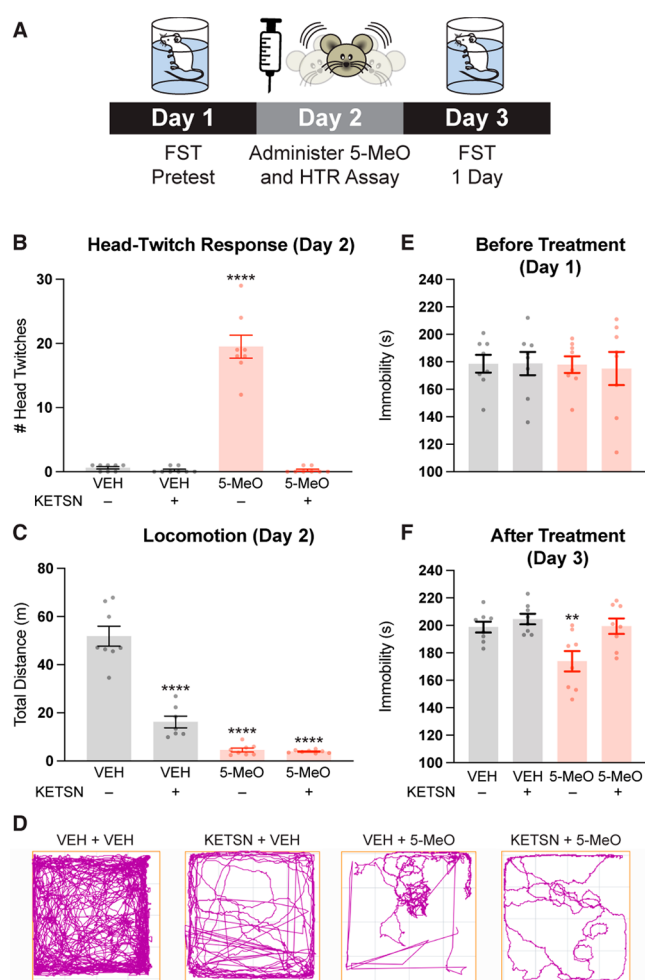 A
Day 1
Day 2
Day 3
FST
Pretest
Administer 5-MeO
and HTR Assay
FST
1 Day
B
Head-Twitch Response (Day 2)
30
20
10
0
# Head Twitches
****
VEH
VEH
5-MeO
5-MeO
KETSN
–
+
–
+
C
Locomotion (Day 2)
60
40
20
0
Total Distance (m)
****
****
****
VEH
VEH
5-MeO
5-MeO
KETSN
–
+
–
+
D
VEH + VEH
KETSN + VEH
VEH + 5-MeO
KETSN + 5-MeO
E
Before Treatment
(Day 1)
240
220
200
180
160
140
120
100
Immobility (s)
F
After Treatment
(Day 3)
240
220
200
180
160
140
120
100
Immobility (s)
**
VEH
VEH
5-MeO
5-MeO
–
+
–
+